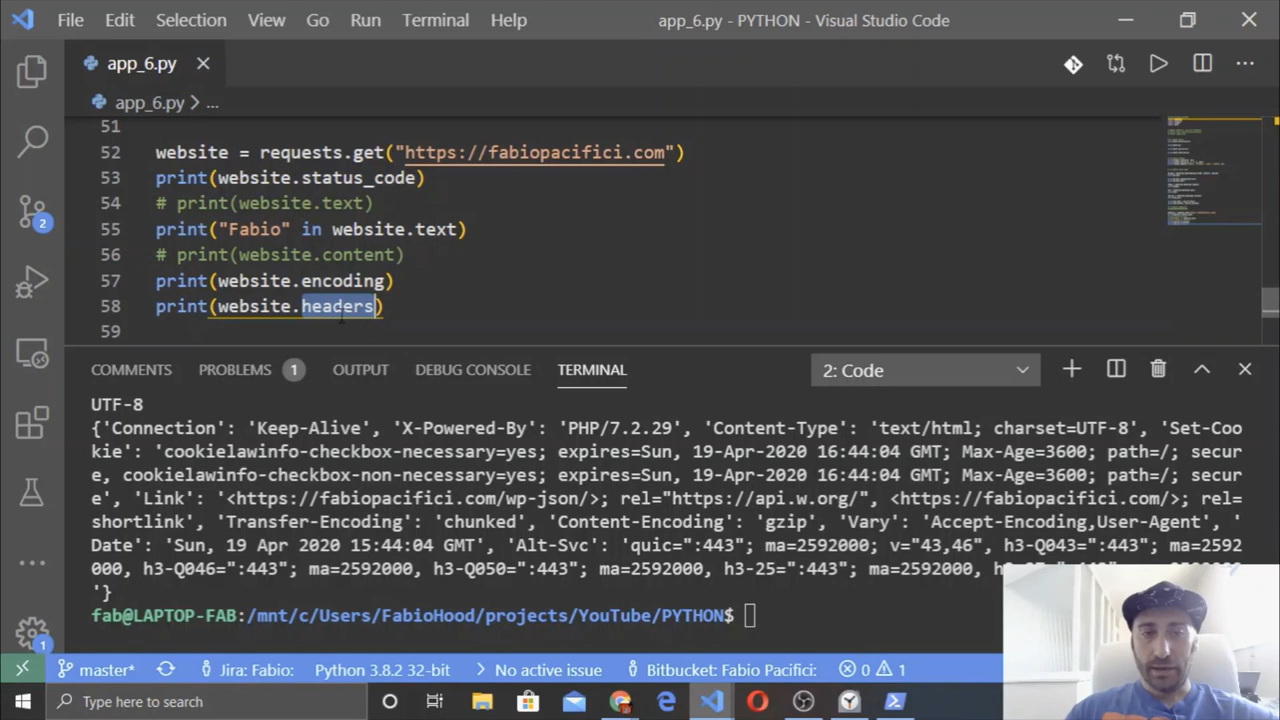 File Edit Selection View Go Run Terminal Help app_6.py - PYTHON - Visual Studio Code
app_6.py
app_6.py > ...
51
52 website = requests.get("https://fabiopacifici.com")
53 print(website.status_code)
54 # print(website.text)
55 print("Fabio" in website.text)
56 # print(website.content)
57 print(website.encoding)
58 print(website.headers)
59
2
COMMENTS PROBLEMS 1 OUTPUT DEBUG CONSOLE TERMINAL 2: Code
UTF-8
{'Connection': 'Keep-Alive', 'X-Powered-By': 'PHP/7.2.29', 'Content-Type': 'text/html; charset=UTF-8', 'Set-Coo
kie': 'cookielawinfo-checkbox-necessary=yes; expires=Sun, 19-Apr-2020 16:44:04 GMT; Max-Age=3600; path=/; secur
e, cookielawinfo-checkbox-non-necessary=yes; expires=Sun, 19-Apr-2020 16:44:04 GMT; Max-Age=3600; path=/; secur
e', 'Link': '<https://fabiopacifici.com/wp-json/>; rel="https://api.w.org/", <https://fabiopacifici.com/>; rel=
shortlink', 'Transfer-Encoding': 'chunked', 'Content-Encoding': 'gzip', 'Vary': 'Accept-Encoding,User-Agent', '
Date': 'Sun, 19 Apr 2020 15:44:04 GMT', 'Alt-Svc': 'quic=":443"; ma=2592000; v="43,46", h3-Q043=":443"; ma=2592
000, h3-Q046=":443"; ma=2592000, h3-Q050=":443"; ma=2592000, h3-25=":443"; ma=2592000,
'}
fab@LAPTOP-FAB:/mnt/c/Users/FabioHood/projects/YouTube/PYTHON$
1
master* Jira: Fabio: Python 3.8.2 32-bit No active issue Bitbucket: Fabio Pacifici: 0 1
Type here to search